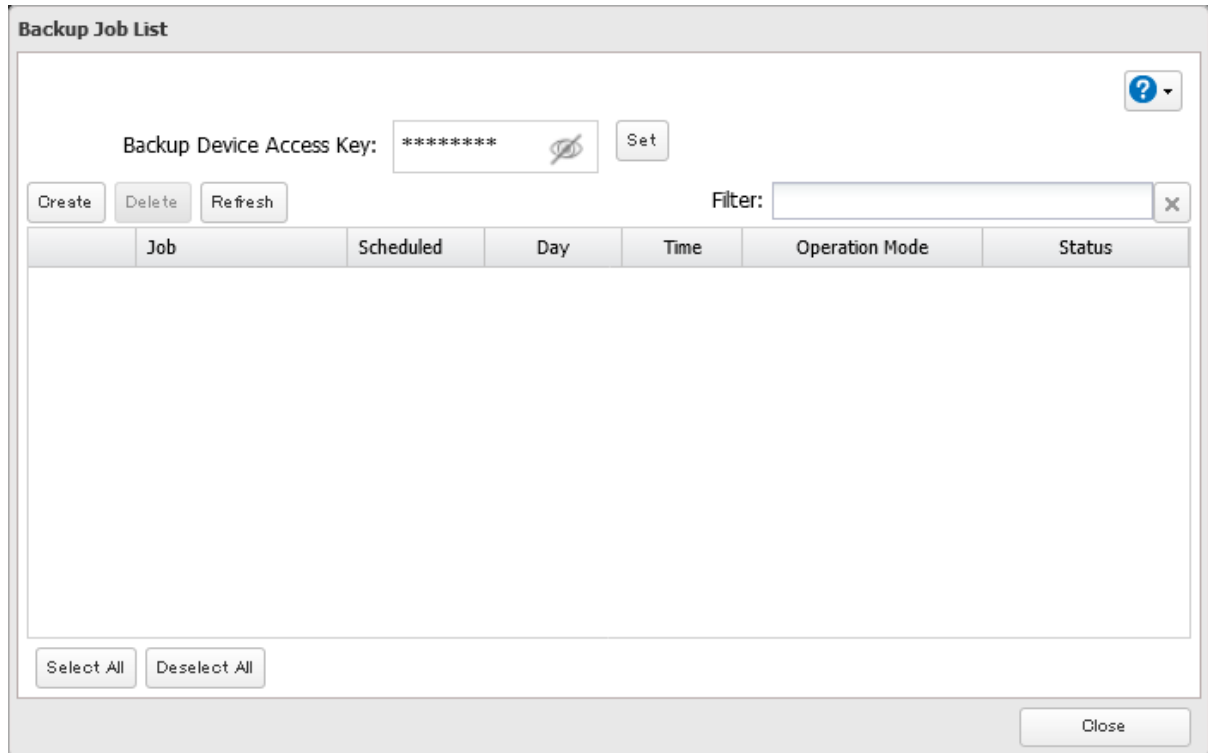 Backup Job List
?
Backup Device Access Key: ******** Set
Create Delete Refresh Filter:
Job Scheduled Day Time Operation Mode Status
Select All Deselect All
Close